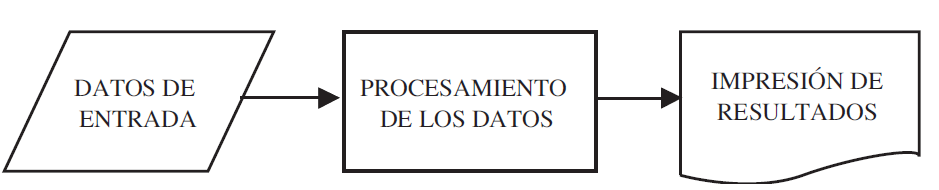 DATOS DE
ENTRADA
PROCESAMIENTO
DE LOS DATOS
IMPRESIÓN DE
RESULTADOS